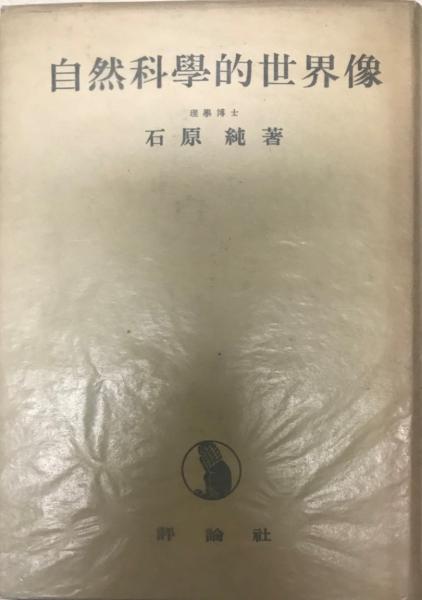 自然科學的世界像
理學博士
石原純著
評論社